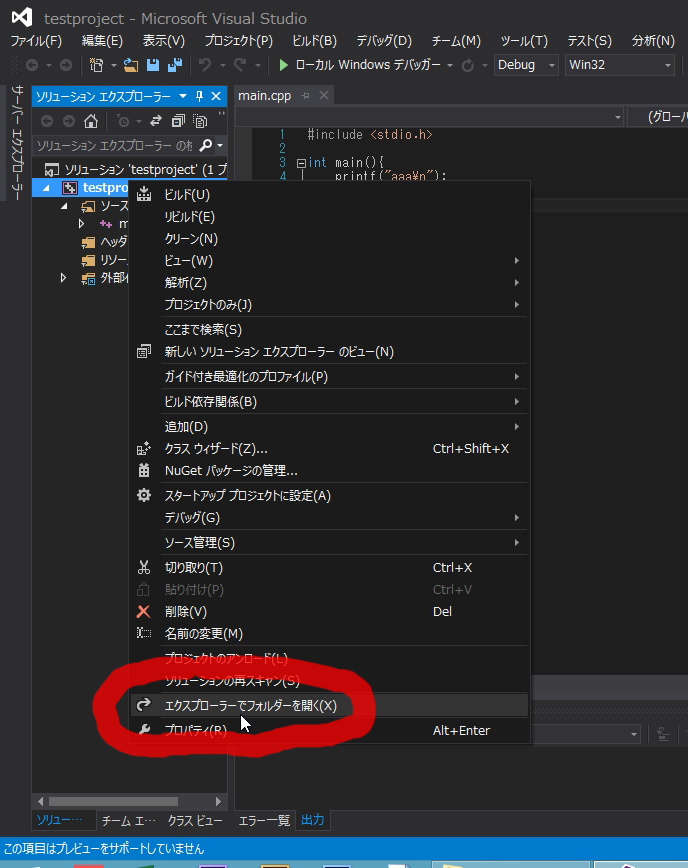 testproject - Microsoft Visual Studio
ファイル(F) 編集(E) 表示(V) プロジェクト(P) ビルド(B) デバッグ(D) チーム(M) ツール(T) テスト(S) 分析(N)
ローカル Windows デバッガー Debug Win32
サーバー エクスプローラー
ソリューション エクスプローラー
main.cpp
ソリューション エクスプローラー の検
(グローバ
1 #include <stdio.h>
2
3 int main(){
4 printf("aaa¥n");
ソリューション 'testproject' (1 プ
testpro
ソース
m
ヘッダ
リソー
外部依
ビルド(U)
リビルド(E)
クリーン(N)
ビュー(W)
解析(Z)
プロジェクトのみ(J)
ここまで検索(S)
新しい ソリューション エクスプローラー のビュー(N)
ガイド付き最適化のプロファイル(P)
ビルド依存関係(B)
追加(D)
クラス ウィザード(Z)... Ctrl+Shift+X
NuGet パッケージの管理...
スタートアップ プロジェクトに設定(A)
デバッグ(G)
ソース管理(S)
切り取り(T) Ctrl+X
貼り付け(P) Ctrl+V
削除(V) Del
名前の変更(M)
プロジェクトのアンロード(L)
ソリューションの再スキャン(S)
エクスプローラーでフォルダーを開く(X)
プロパティ(R) Alt+Enter
ソリュー… チーム エ… クラス ビュー エラー一覧 出力
この項目はプレビューをサポートしていません